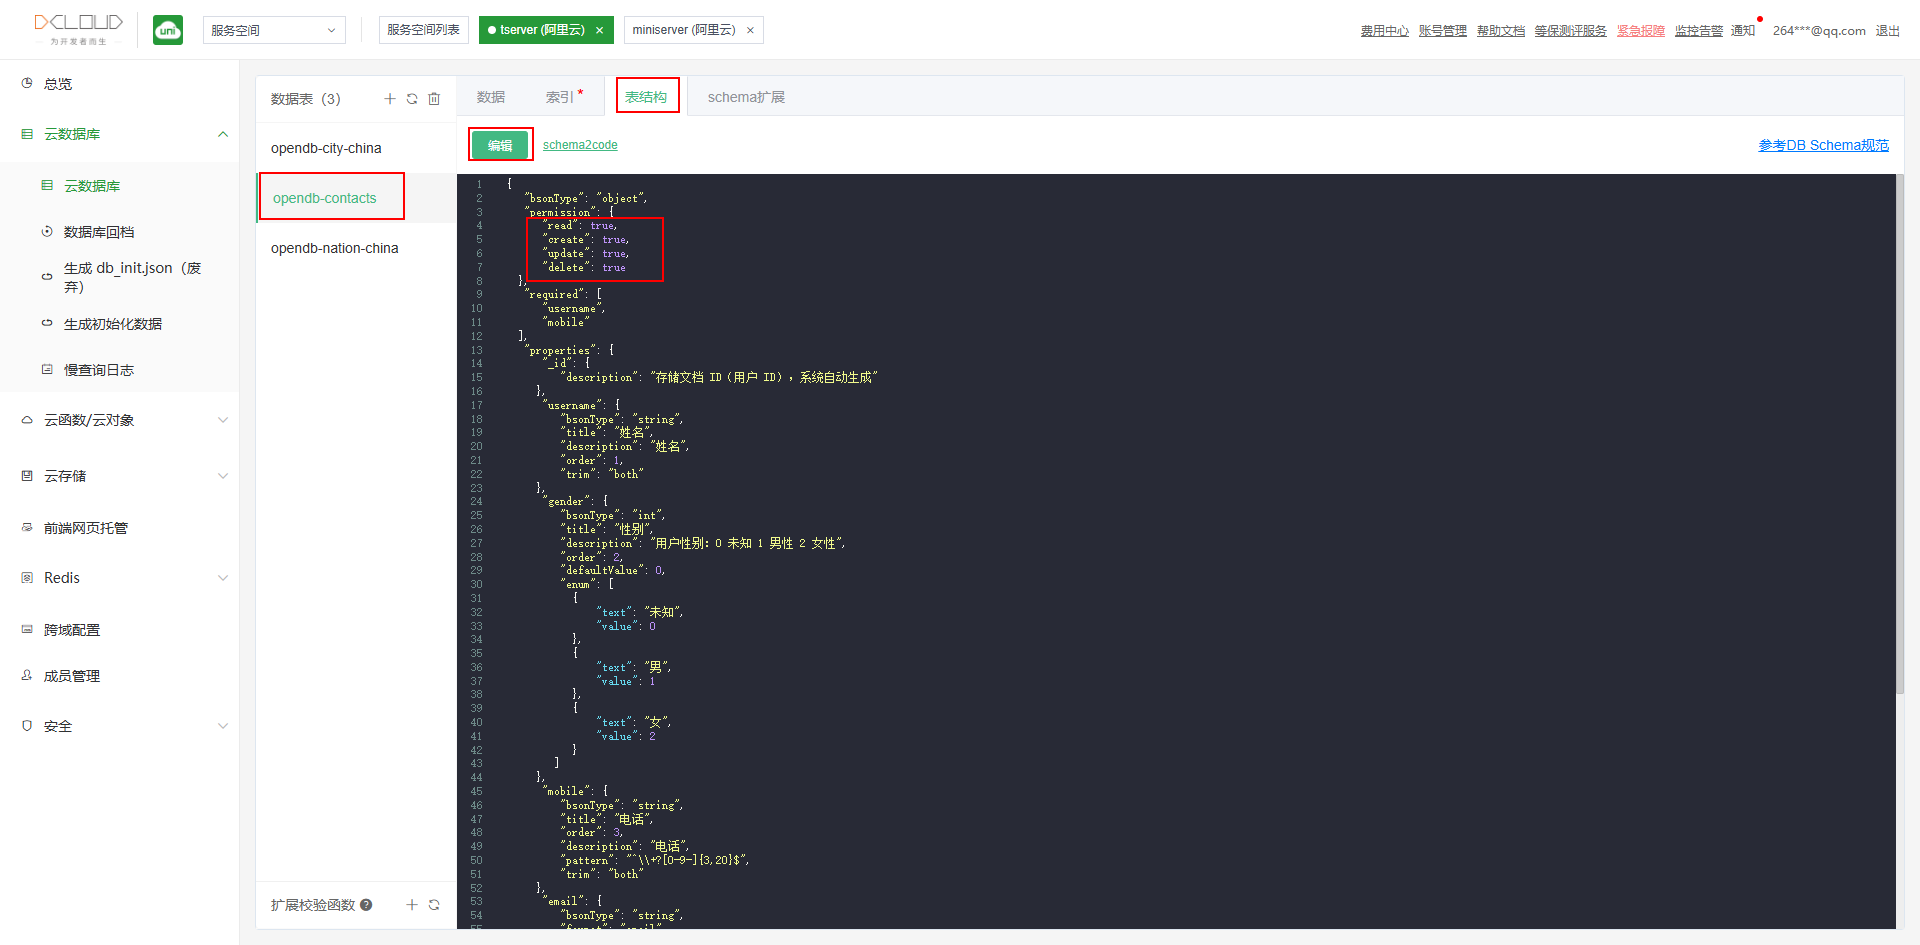 DCLOUD
为开发者而生
uni
服务空间
服务空间列表
tserver (阿里云) ×
miniserver (阿里云) ×
费用中心 账号管理 帮助文档 等保测评服务 紧急报障 监控告警 通知 264***@qq.com 退出
总览
云数据库
云数据库
数据库回档
生成 db_init.json（废
弃）
生成初始化数据
慢查询日志
云函数/云对象
云存储
前端网页托管
Redis
跨域配置
成员管理
安全
数据表（3）
opendb-city-china
opendb-contacts
opendb-nation-china
扩展校验函数
数据 索引 * 表结构 schema扩展
编辑 schema2code 参考DB Schema规范
1 {
2 "bsonType": "object",
3 "permission": {
4 "read": true,
5 "create": true,
6 "update": true,
7 "delete": true
8 },
9 "required": [
10 "username",
11 "mobile"
12 ],
13 "properties": {
14 "_id": {
15 "description": "存储文档 ID（用户 ID），系统自动生成"
16 },
17 "username": {
18 "bsonType": "string",
19 "title": "姓名",
20 "description": "姓名",
21 "order": 1,
22 "trim": "both"
23 },
24 "gender": {
25 "bsonType": "int",
26 "title": "性别",
27 "description": "用户性别：0 未知 1 男性 2 女性",
28 "order": 2,
29 "defaultValue": 0,
30 "enum": [
31 {
32 "text": "未知",
33 "value": 0
34 },
35 {
36 "text": "男",
37 "value": 1
38 },
39 {
40 "text": "女",
41 "value": 2
42 }
43 ]
44 },
45 "mobile": {
46 "bsonType": "string",
47 "title": "电话",
48 "order": 3,
49 "description": "电话",
50 "pattern": "^\\+?[0-9-]{3,20}$",
51 "trim": "both"
52 },
53 "email": {
54 "bsonType": "string",
55 "format": "email"